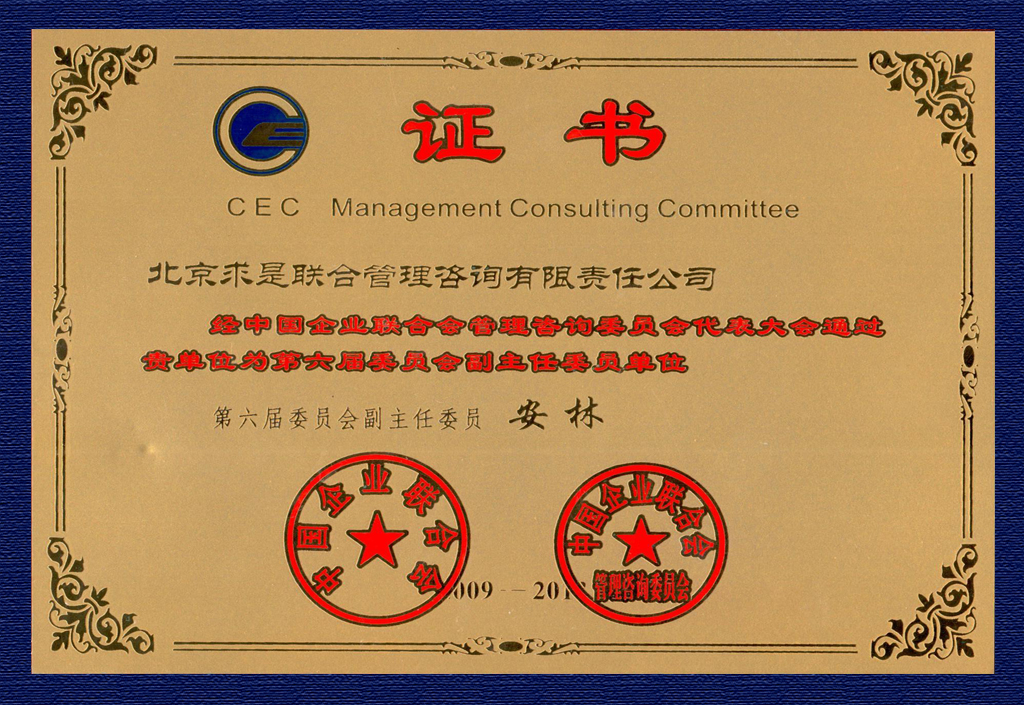 证书
CEC Management Consulting Committee
北京求是联合管理咨询有限责任公司
经中国企业联合会管理咨询委员会代表大会通过
贵单位为第六届委员会副主任委员单位
第六届委员会副主任委员 安林
中国企业联合会
中国企业联合会
管理咨询委员会